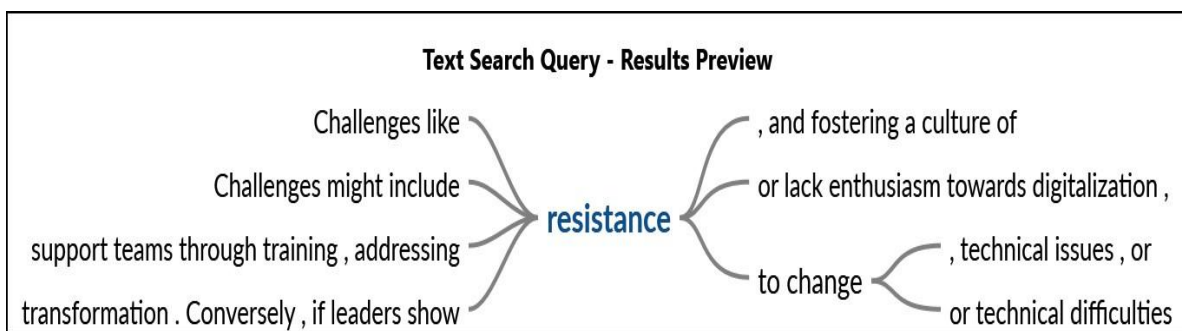 Text Search Query - Results Preview
Challenges like
Challenges might include
support teams through training , addressing
transformation . Conversely , if leaders show
resistance
, and fostering a culture of
or lack enthusiasm towards digitalization ,
to change
, technical issues , or
or technical difficulties